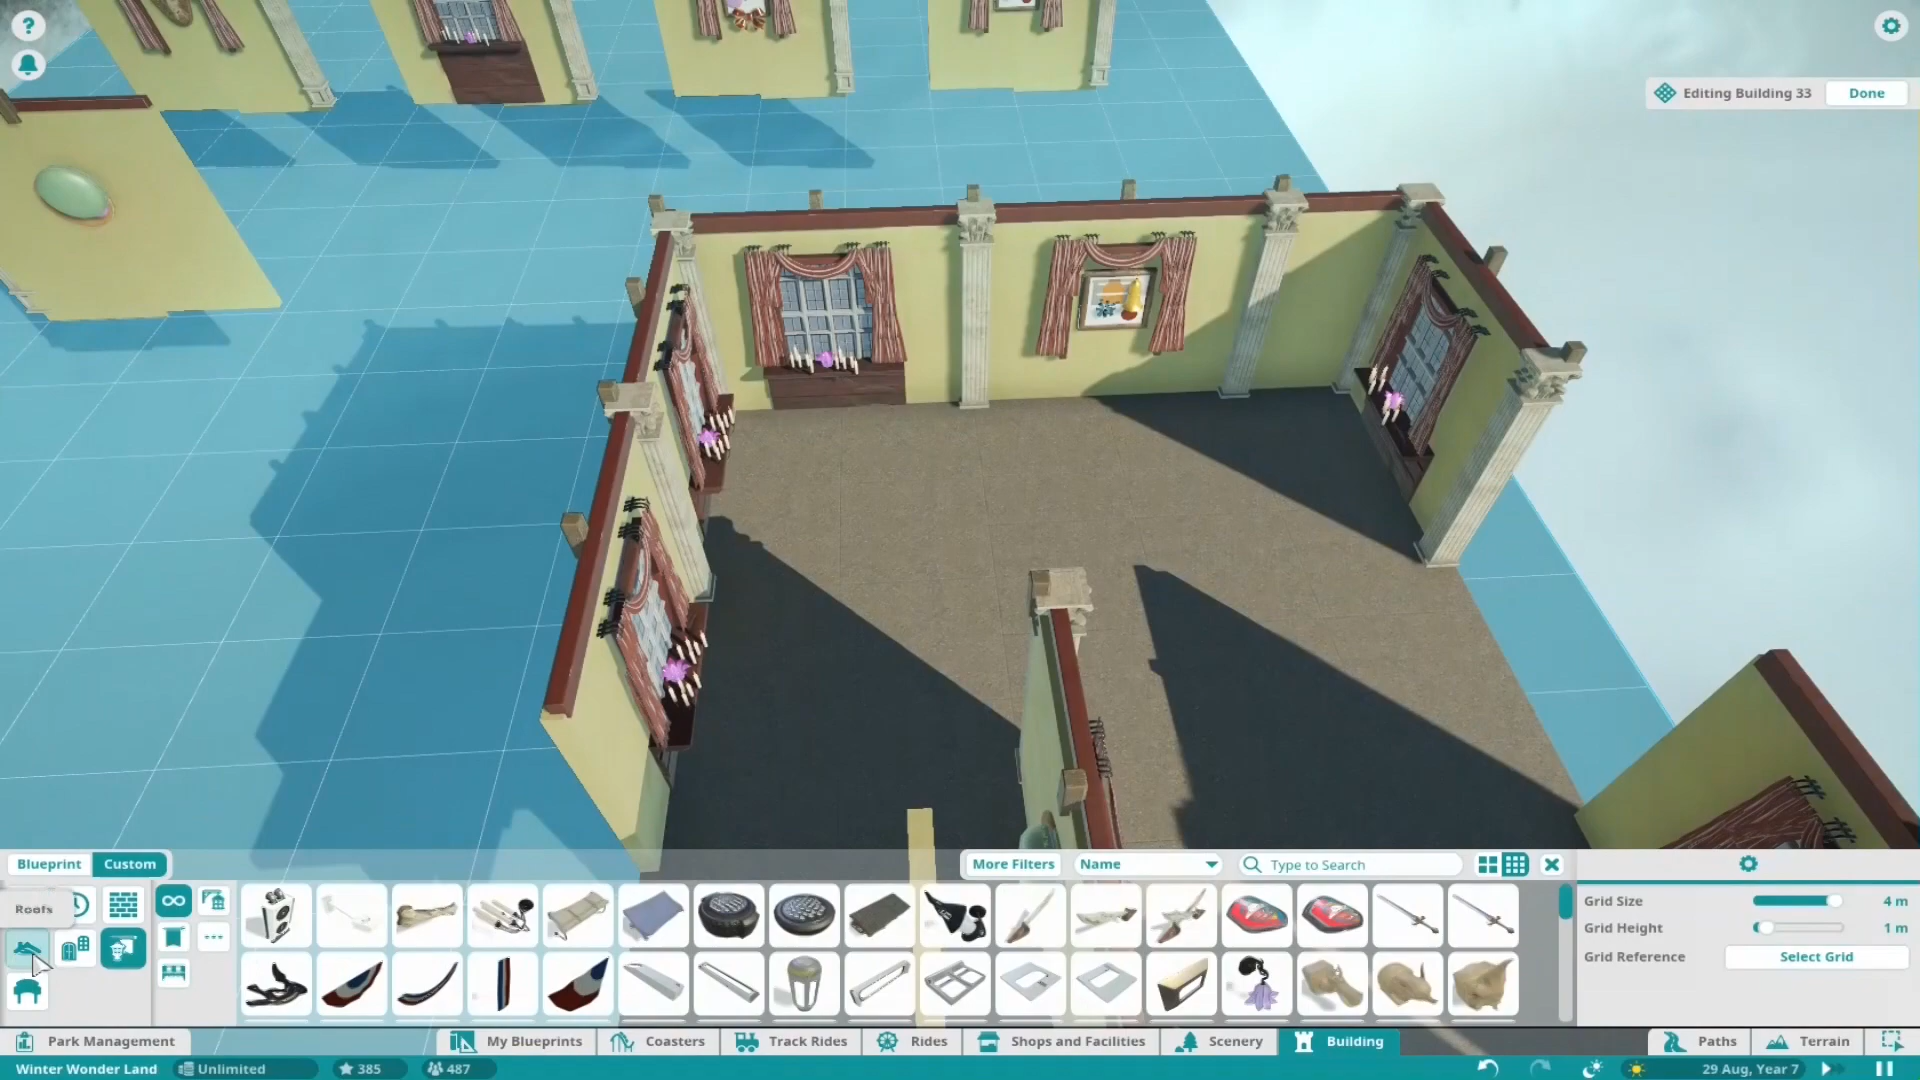 ?
Editing Building 33
Done
Blueprint
Custom
More Filters
Name
Type to Search
Roofs
Grid Size
4 m
Grid Height
1 m
Grid Reference
Select Grid
Park Management
My Blueprints
Coasters
Track Rides
Rides
Shops and Facilities
Scenery
Building
Paths
Terrain
Winter Wonder Land
Unlimited
385
487
29 Aug, Year 7